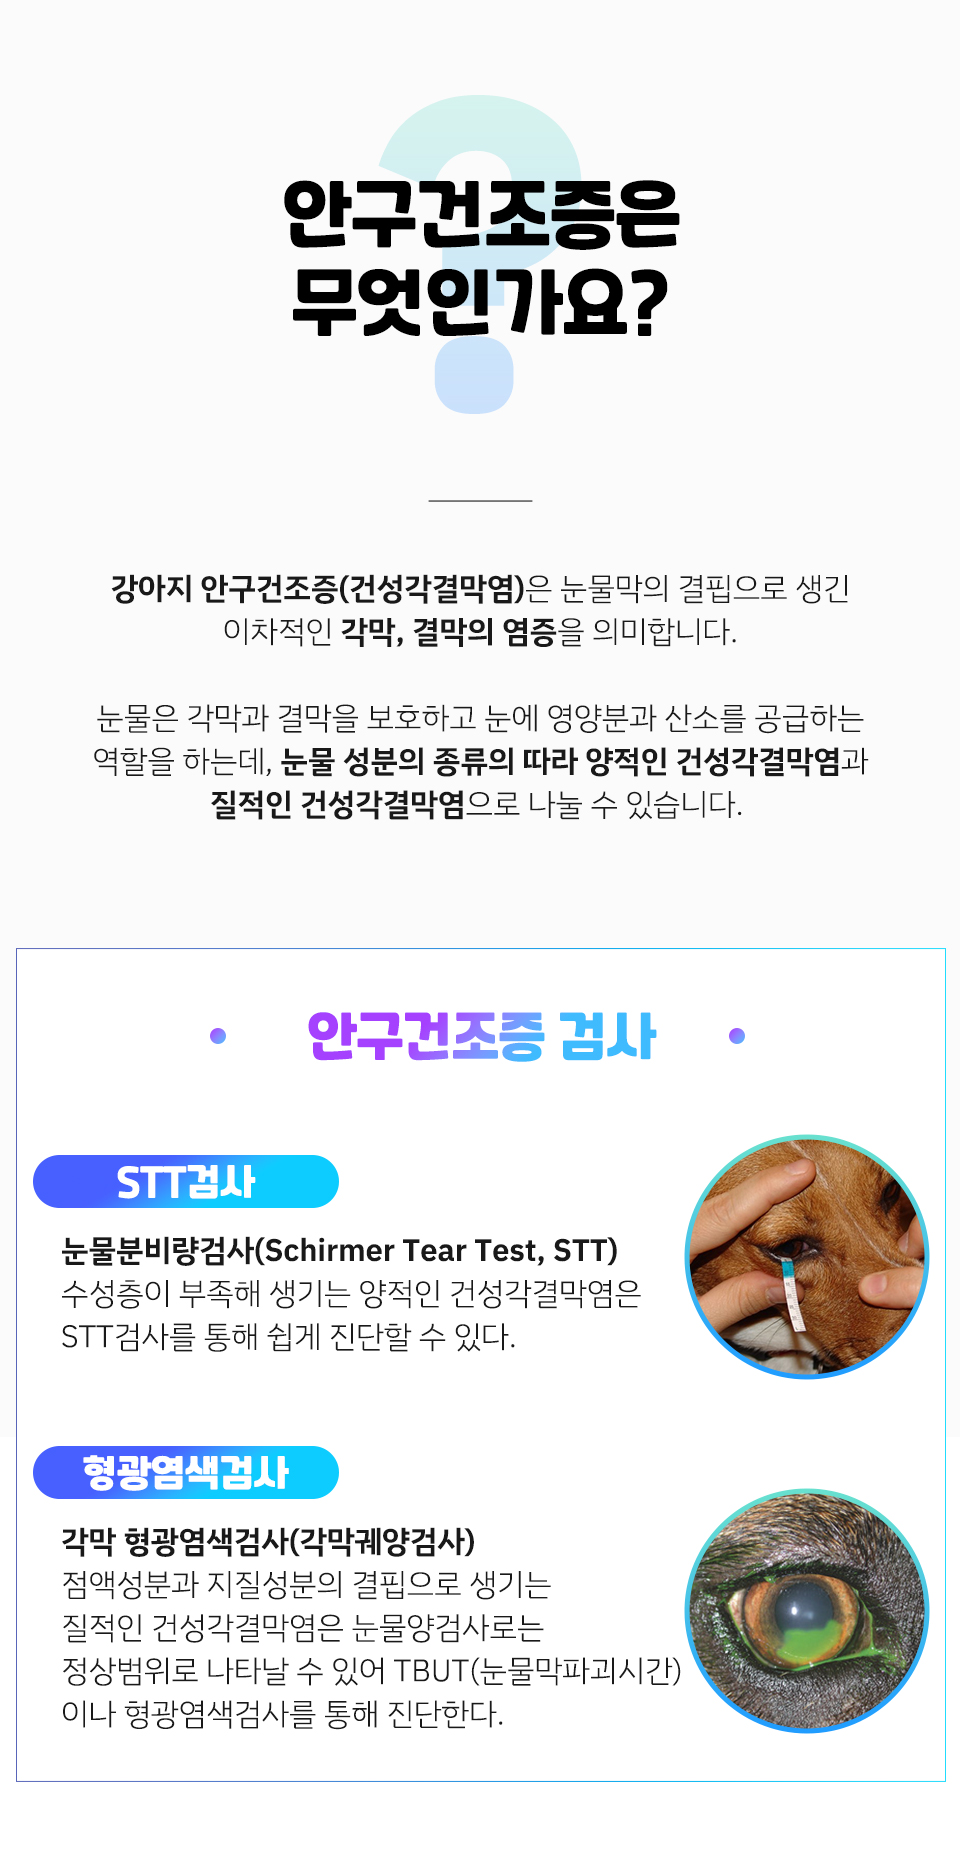 안구건조증은
무엇인가요?
강아지 안구건조증(건성각결막염)은 눈물막의 결핍으로 생긴
이차적인 각막, 결막의 염증을 의미합니다.
눈물은 각막과 결막을 보호하고 눈에 영양분과 산소를 공급하는
역할을 하는데, 눈물 성분의 종류의 따라 양적인 건성각결막염과
질적인 건성각결막염으로 나눌 수 있습니다.
안구건조증 검사
STT검사
눈물분비량검사(Schirmer Tear Test, STT)
수성층이 부족해 생기는 양적인 건성각결막염은
STT검사를 통해 쉽게 진단할 수 있다.
형광염색검사
각막 형광염색검사(각막궤양검사)
점액성분과 지질성분의 결핍으로 생기는
질적인 건성각결막염은 눈물양검사로는
정상범위로 나타날 수 있어 TBUT(눈물막파괴시간)
이나 형광염색검사를 통해 진단한다.